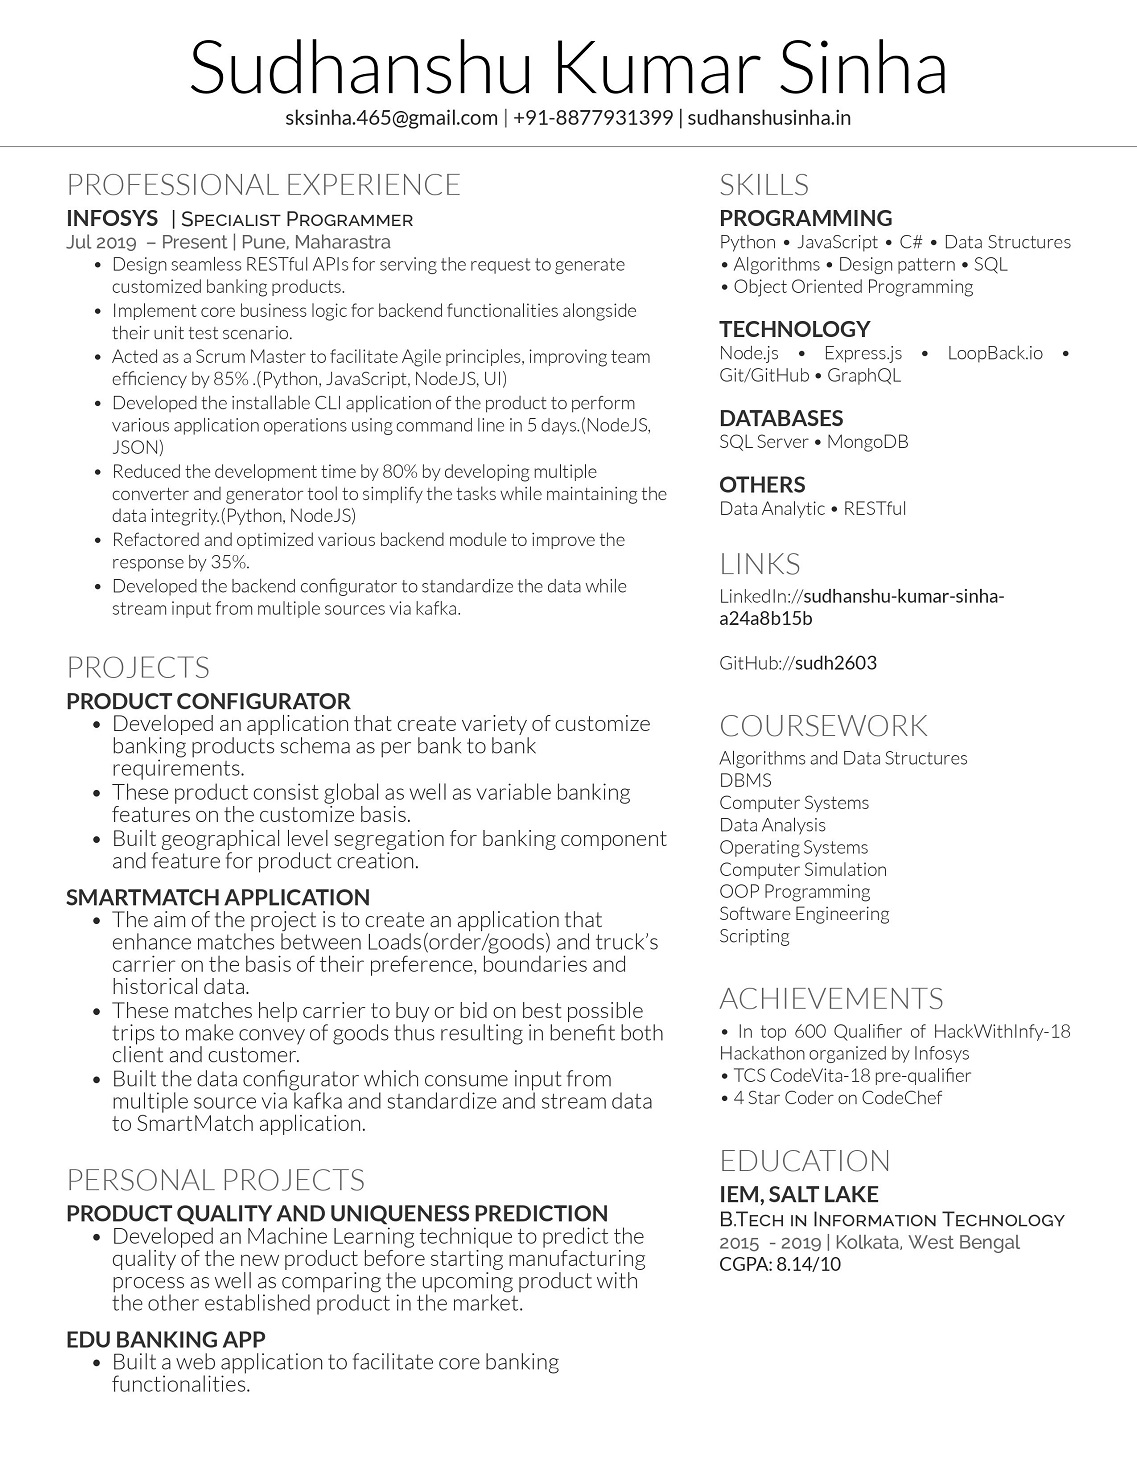 Sudhanshu Kumar Sinha
sksinha.465@gmail.com | +91-8877931399 | sudhanshusinha.in
PROFESSIONAL EXPERIENCE
INFOSYS | Specialist Programmer
Jul 2019 – Present | Pune, Maharastra
• Design seamless RESTful APIs for serving the request to generate
customized banking products.
• Implement core business logic for backend functionalities alongside
their unit test scenario.
• Acted as a Scrum Master to facilitate Agile principles, improving team
efficiency by 85% .(Python, JavaScript, NodeJS, UI)
• Developed the installable CLI application of the product to perform
various application operations using command line in 5 days.(NodeJS,
JSON)
• Reduced the development time by 80% by developing multiple
converter and generator tool to simplify the tasks while maintaining the
data integrity.(Python, NodeJS)
• Refactored and optimized various backend module to improve the
response by 35%.
• Developed the backend configurator to standardize the data while
stream input from multiple sources via kafka.
PROJECTS
PRODUCT CONFIGURATOR
• Developed an application that create variety of customize
banking products schema as per bank to bank
requirements.
• These product consist global as well as variable banking
features on the customize basis.
• Built geographical level segregation for banking component
and feature for product creation.
SMARTMATCH APPLICATION
• The aim of the project is to create an application that
enhance matches between Loads(order/goods) and truck’s
carrier on the basis of their preference, boundaries and
historical data.
• These matches help carrier to buy or bid on best possible
trips to make convey of goods thus resulting in benefit both
client and customer.
• Built the data configurator which consume input from
multiple source via kafka and standardize and stream data
to SmartMatch application.
PERSONAL PROJECTS
PRODUCT QUALITY AND UNIQUENESS PREDICTION
• Developed an Machine Learning technique to predict the
quality of the new product before starting manufacturing
process as well as comparing the upcoming product with
the other established product in the market.
EDU BANKING APP
• Built a web application to facilitate core banking
functionalities.
SKILLS
PROGRAMMING
Python • JavaScript • C# • Data Structures
• Algorithms • Design pattern • SQL
• Object Oriented Programming
TECHNOLOGY
Node.js • Express.js • LoopBack.io •
Git/GitHub • GraphQL
DATABASES
SQL Server • MongoDB
OTHERS
Data Analytic • RESTful
LINKS
LinkedIn://sudhanshu-kumar-sinha-
a24a8b15b
GitHub://sudh2603
COURSEWORK
Algorithms and Data Structures
DBMS
Computer Systems
Data Analysis
Operating Systems
Computer Simulation
OOP Programming
Software Engineering
Scripting
ACHIEVEMENTS
• In top 600 Qualifier of HackWithInfy-18
Hackathon organized by Infosys
• TCS CodeVita-18 pre-qualifier
• 4 Star Coder on CodeChef
EDUCATION
IEM, SALT LAKE
B.Tech in Information Technology
2015 - 2019 | Kolkata, West Bengal
CGPA: 8.14/10